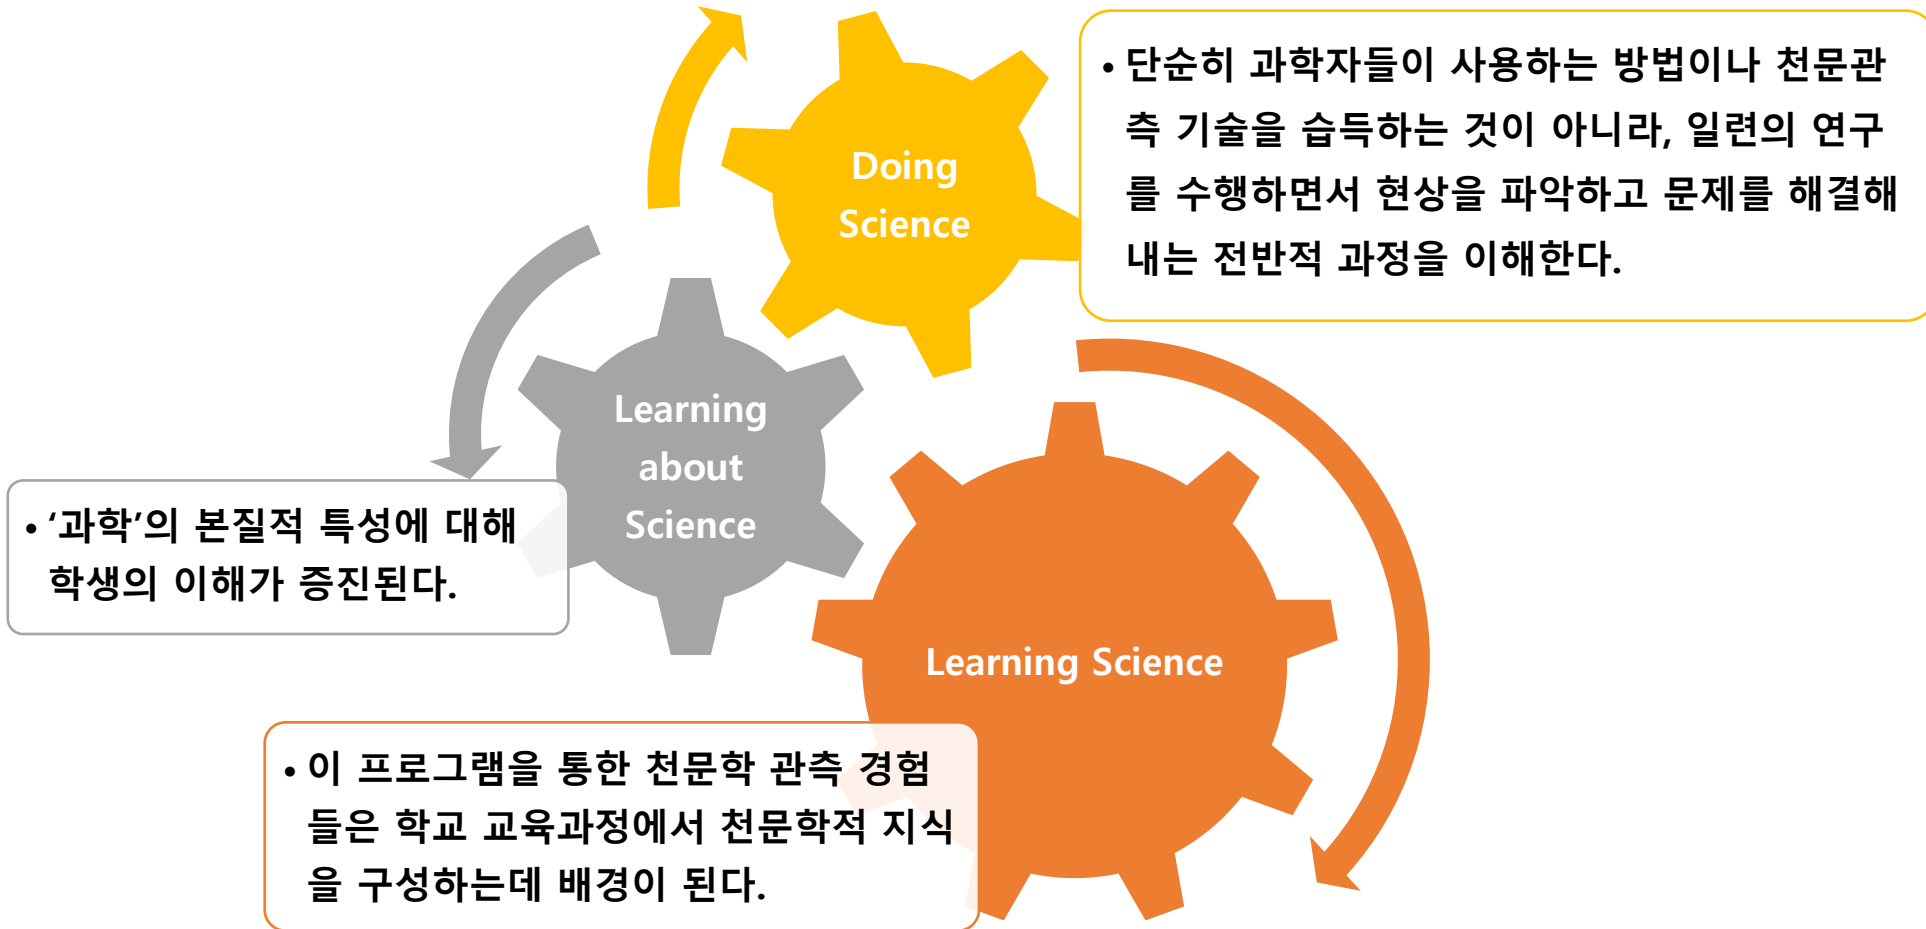 Doing
Science
• 단순히 과학자들이 사용하는 방법이나 천문관
측 기술을 습득하는 것이 아니라, 일련의 연구
를 수행하면서 현상을 파악하고 문제를 해결해
내는 전반적 과정을 이해한다.
Learning
about
Science
• ‘과학’의 본질적 특성에 대해
학생의 이해가 증진된다.
Learning Science
• 이 프로그램을 통한 천문학 관측 경험
들은 학교 교육과정에서 천문학적 지식
을 구성하는데 배경이 된다.